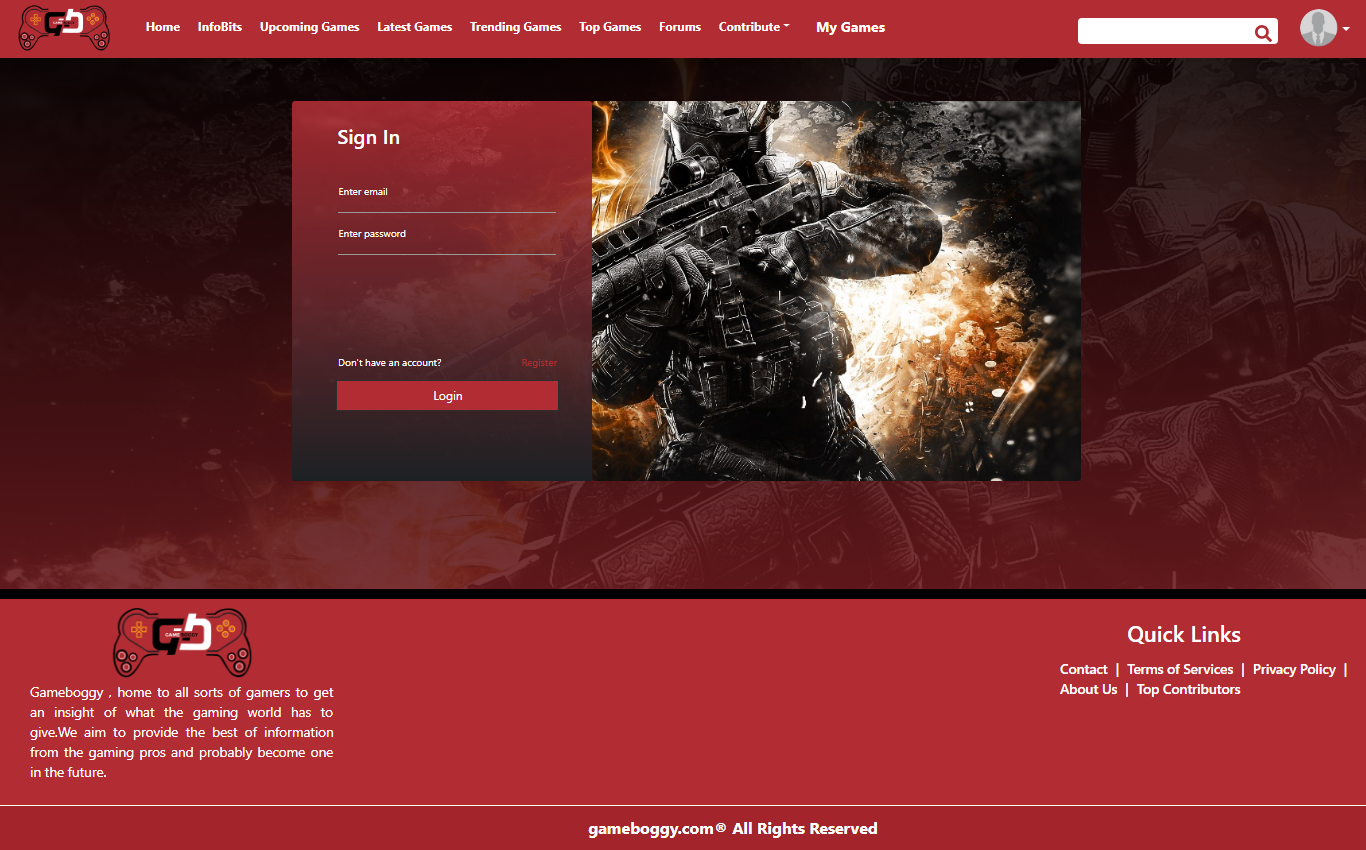 Home InfoBits Upcoming Games Latest Games Trending Games Top Games Forums Contribute My Games
Sign In
Enter email
Enter password
Don't have an account? Register
Login
GAMEBOGGY
Gameboggy , home to all sorts of gamers to get
an insight of what the gaming world has to
give.We aim to provide the best of information
from the gaming pros and probably become one
in the future.
Quick Links
Contact | Terms of Services | Privacy Policy |
About Us | Top Contributors
gameboggy.com® All Rights Reserved